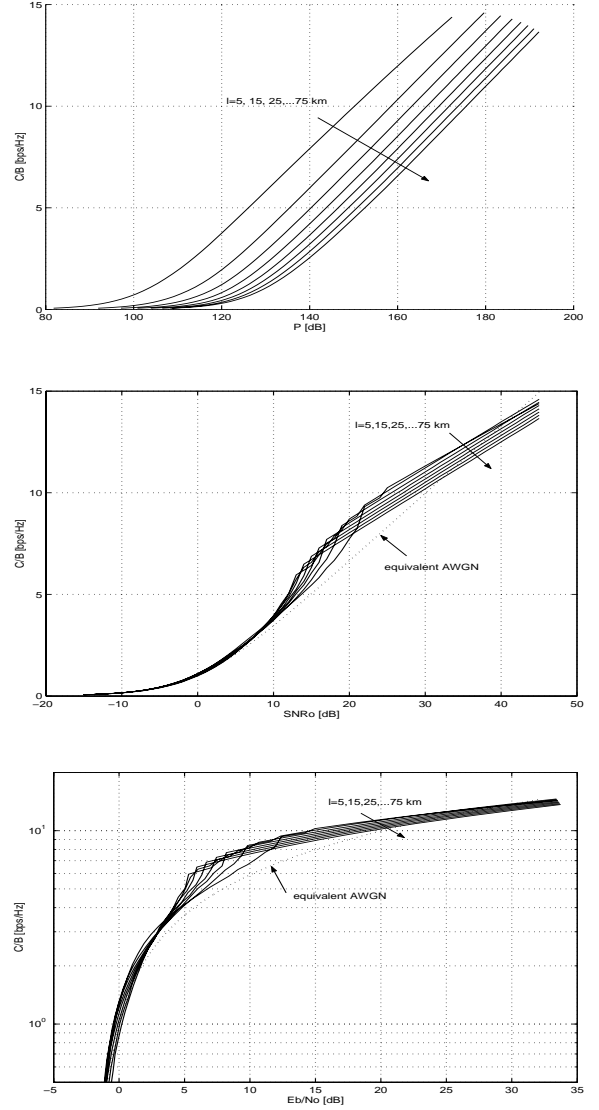 15
10
5
0
C/B [bps/Hz]
l=5, 15, 25,...75 km
80 100 120 140 160 180 200
P [dB]
15
10
5
0
C/B [bps/Hz]
l=5,15,25,...75 km
equivalent AWGN
−20 −10 0 10 20 30 40 50
SNRo [dB]
10^1
10^0
C/B [bps/Hz]
l=5,15,25,...75 km
equivalent AWGN
−5 0 5 10 15 20 25 30 35
Eb/No [dB]